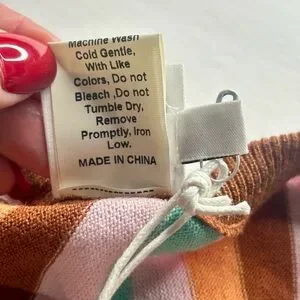 Machine Wash
Cold Gentle,
With Like
Colors, Do not
Bleach ,Do not
Tumble Dry,
Remove
Promptly, Iron
Low.
MADE IN CHINA